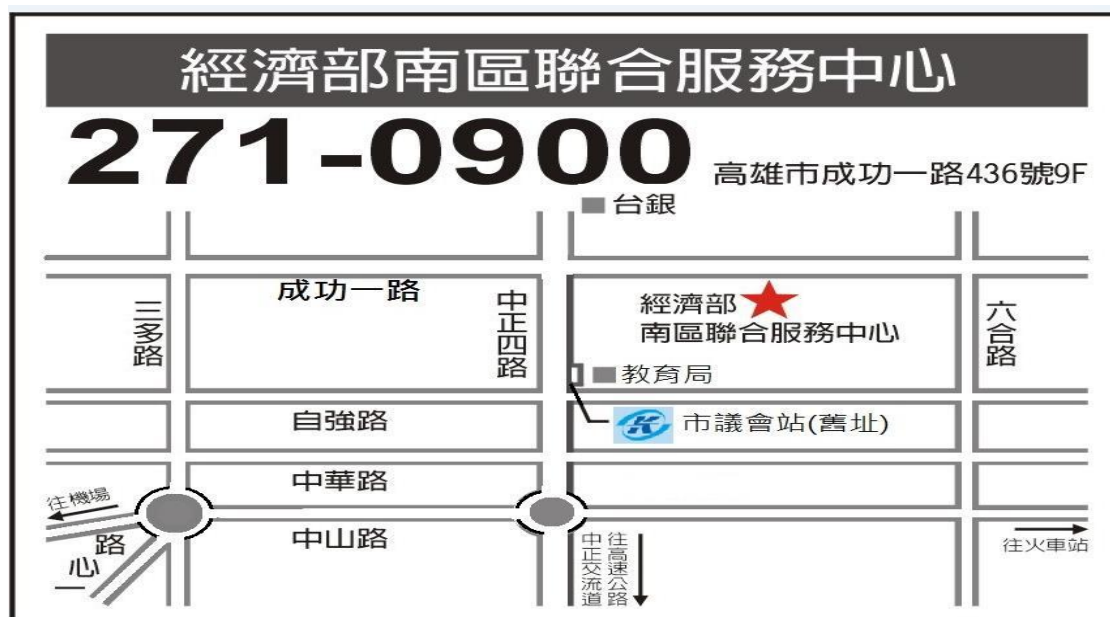 經濟部南區聯合服務中心
271-0900
高雄市成功一路436號9F
台銀
成功一路
三多路
中正四路
經濟部
南區聯合服務中心
六合路
教育局
自強路
K 市議會站(舊址)
中華路
往機場
中山路
一心路
往高速公路
中正交流道
往火車站